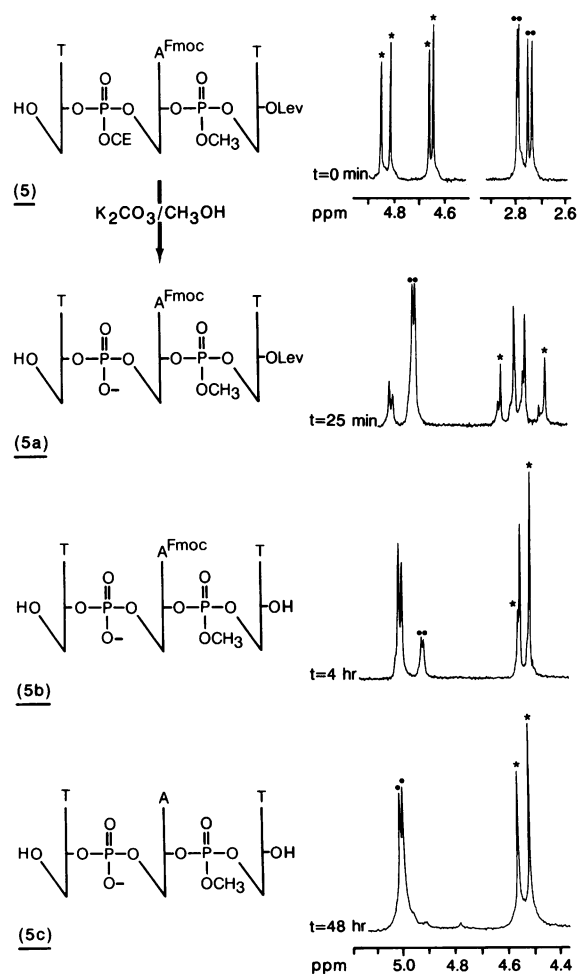 T A^Fmoc T
HO O P O O P O OLev
O O
OCE OCH3
(5)
t=0 min
ppm 4.8 4.6 2.8 2.6
K2CO3/CH3OH
T A^Fmoc T
HO O P O O P O OLev
O O
O- OCH3
(5a)
t=25 min
T A^Fmoc T
HO O P O O P O OH
O O
O- OCH3
(5b)
t=4 hr
T A T
HO O P O O P O OH
O O
O- OCH3
(5c)
t=48 hr
ppm 5.0 4.8 4.6 4.4